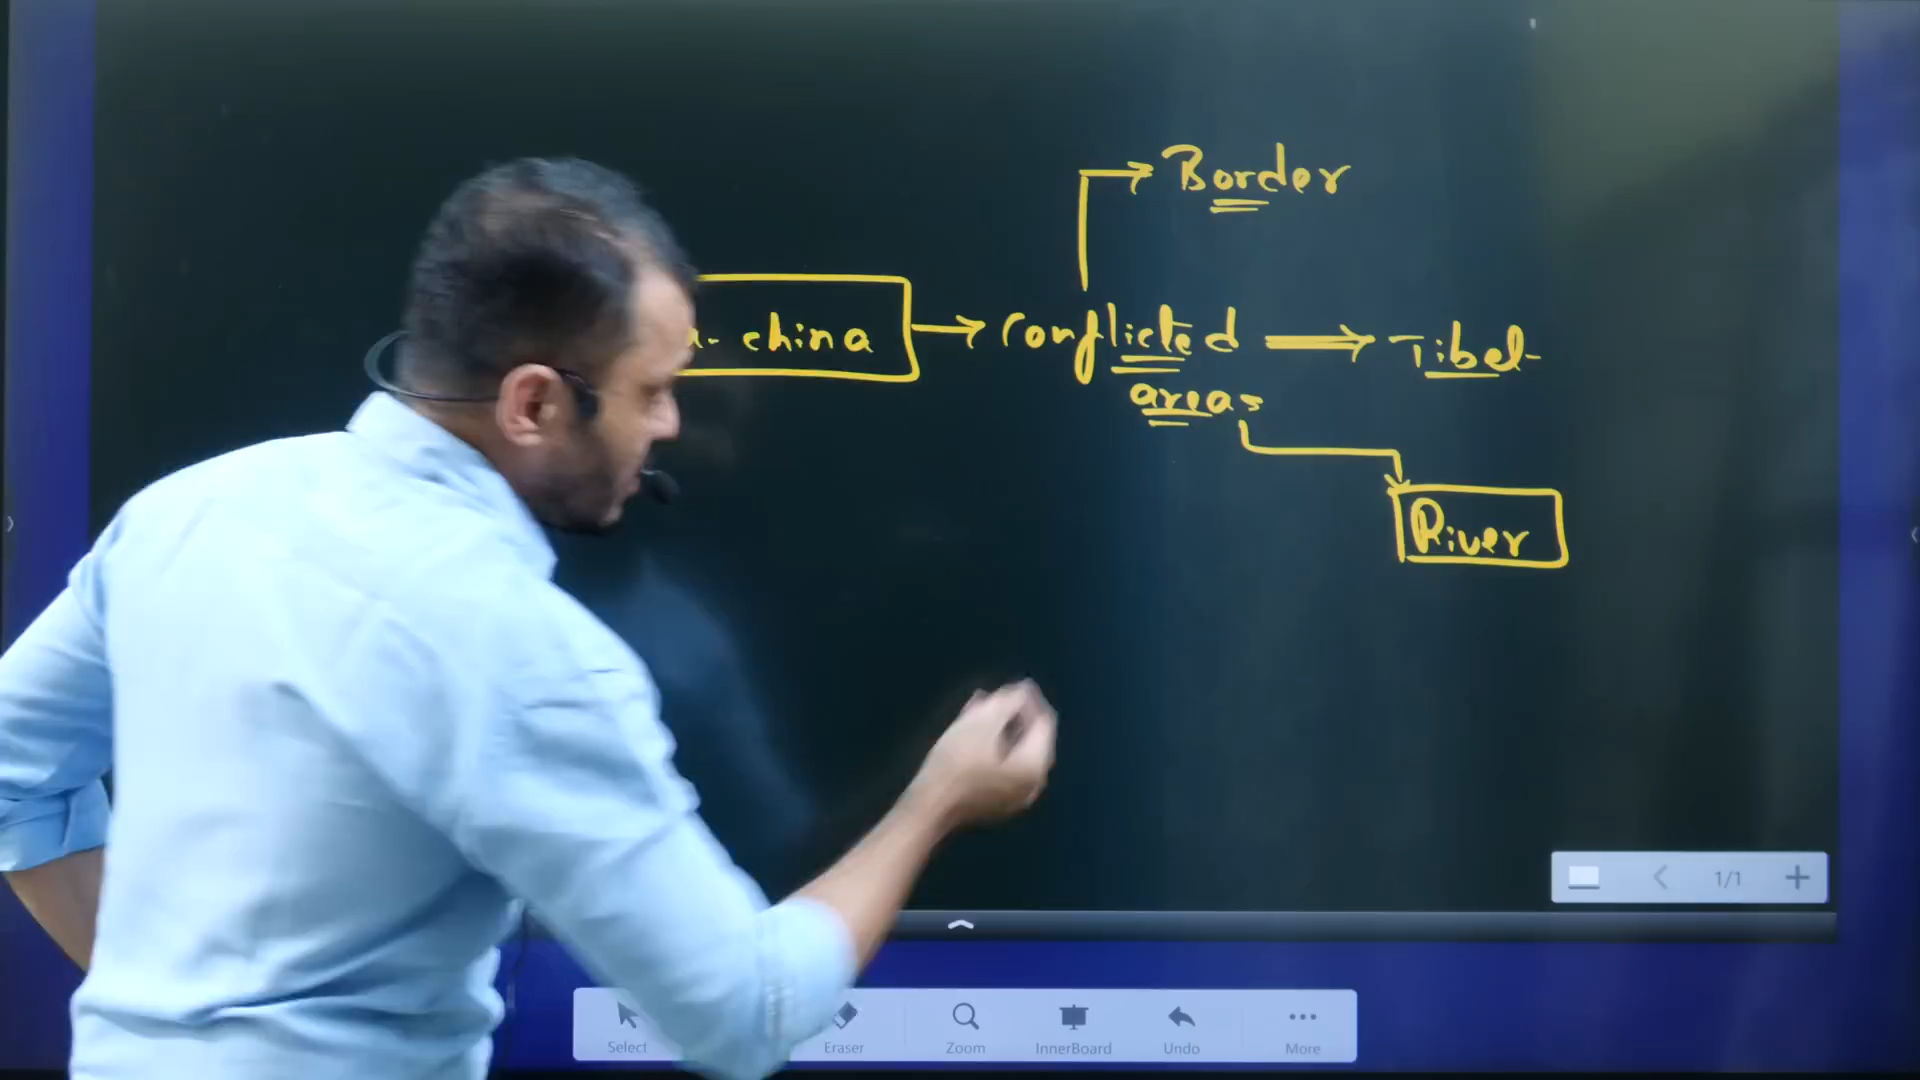 Border
china → Conflicted ⟹ Tibet
areas
River
1/1
Select
Eraser
Zoom
InnerBoard
Undo
More